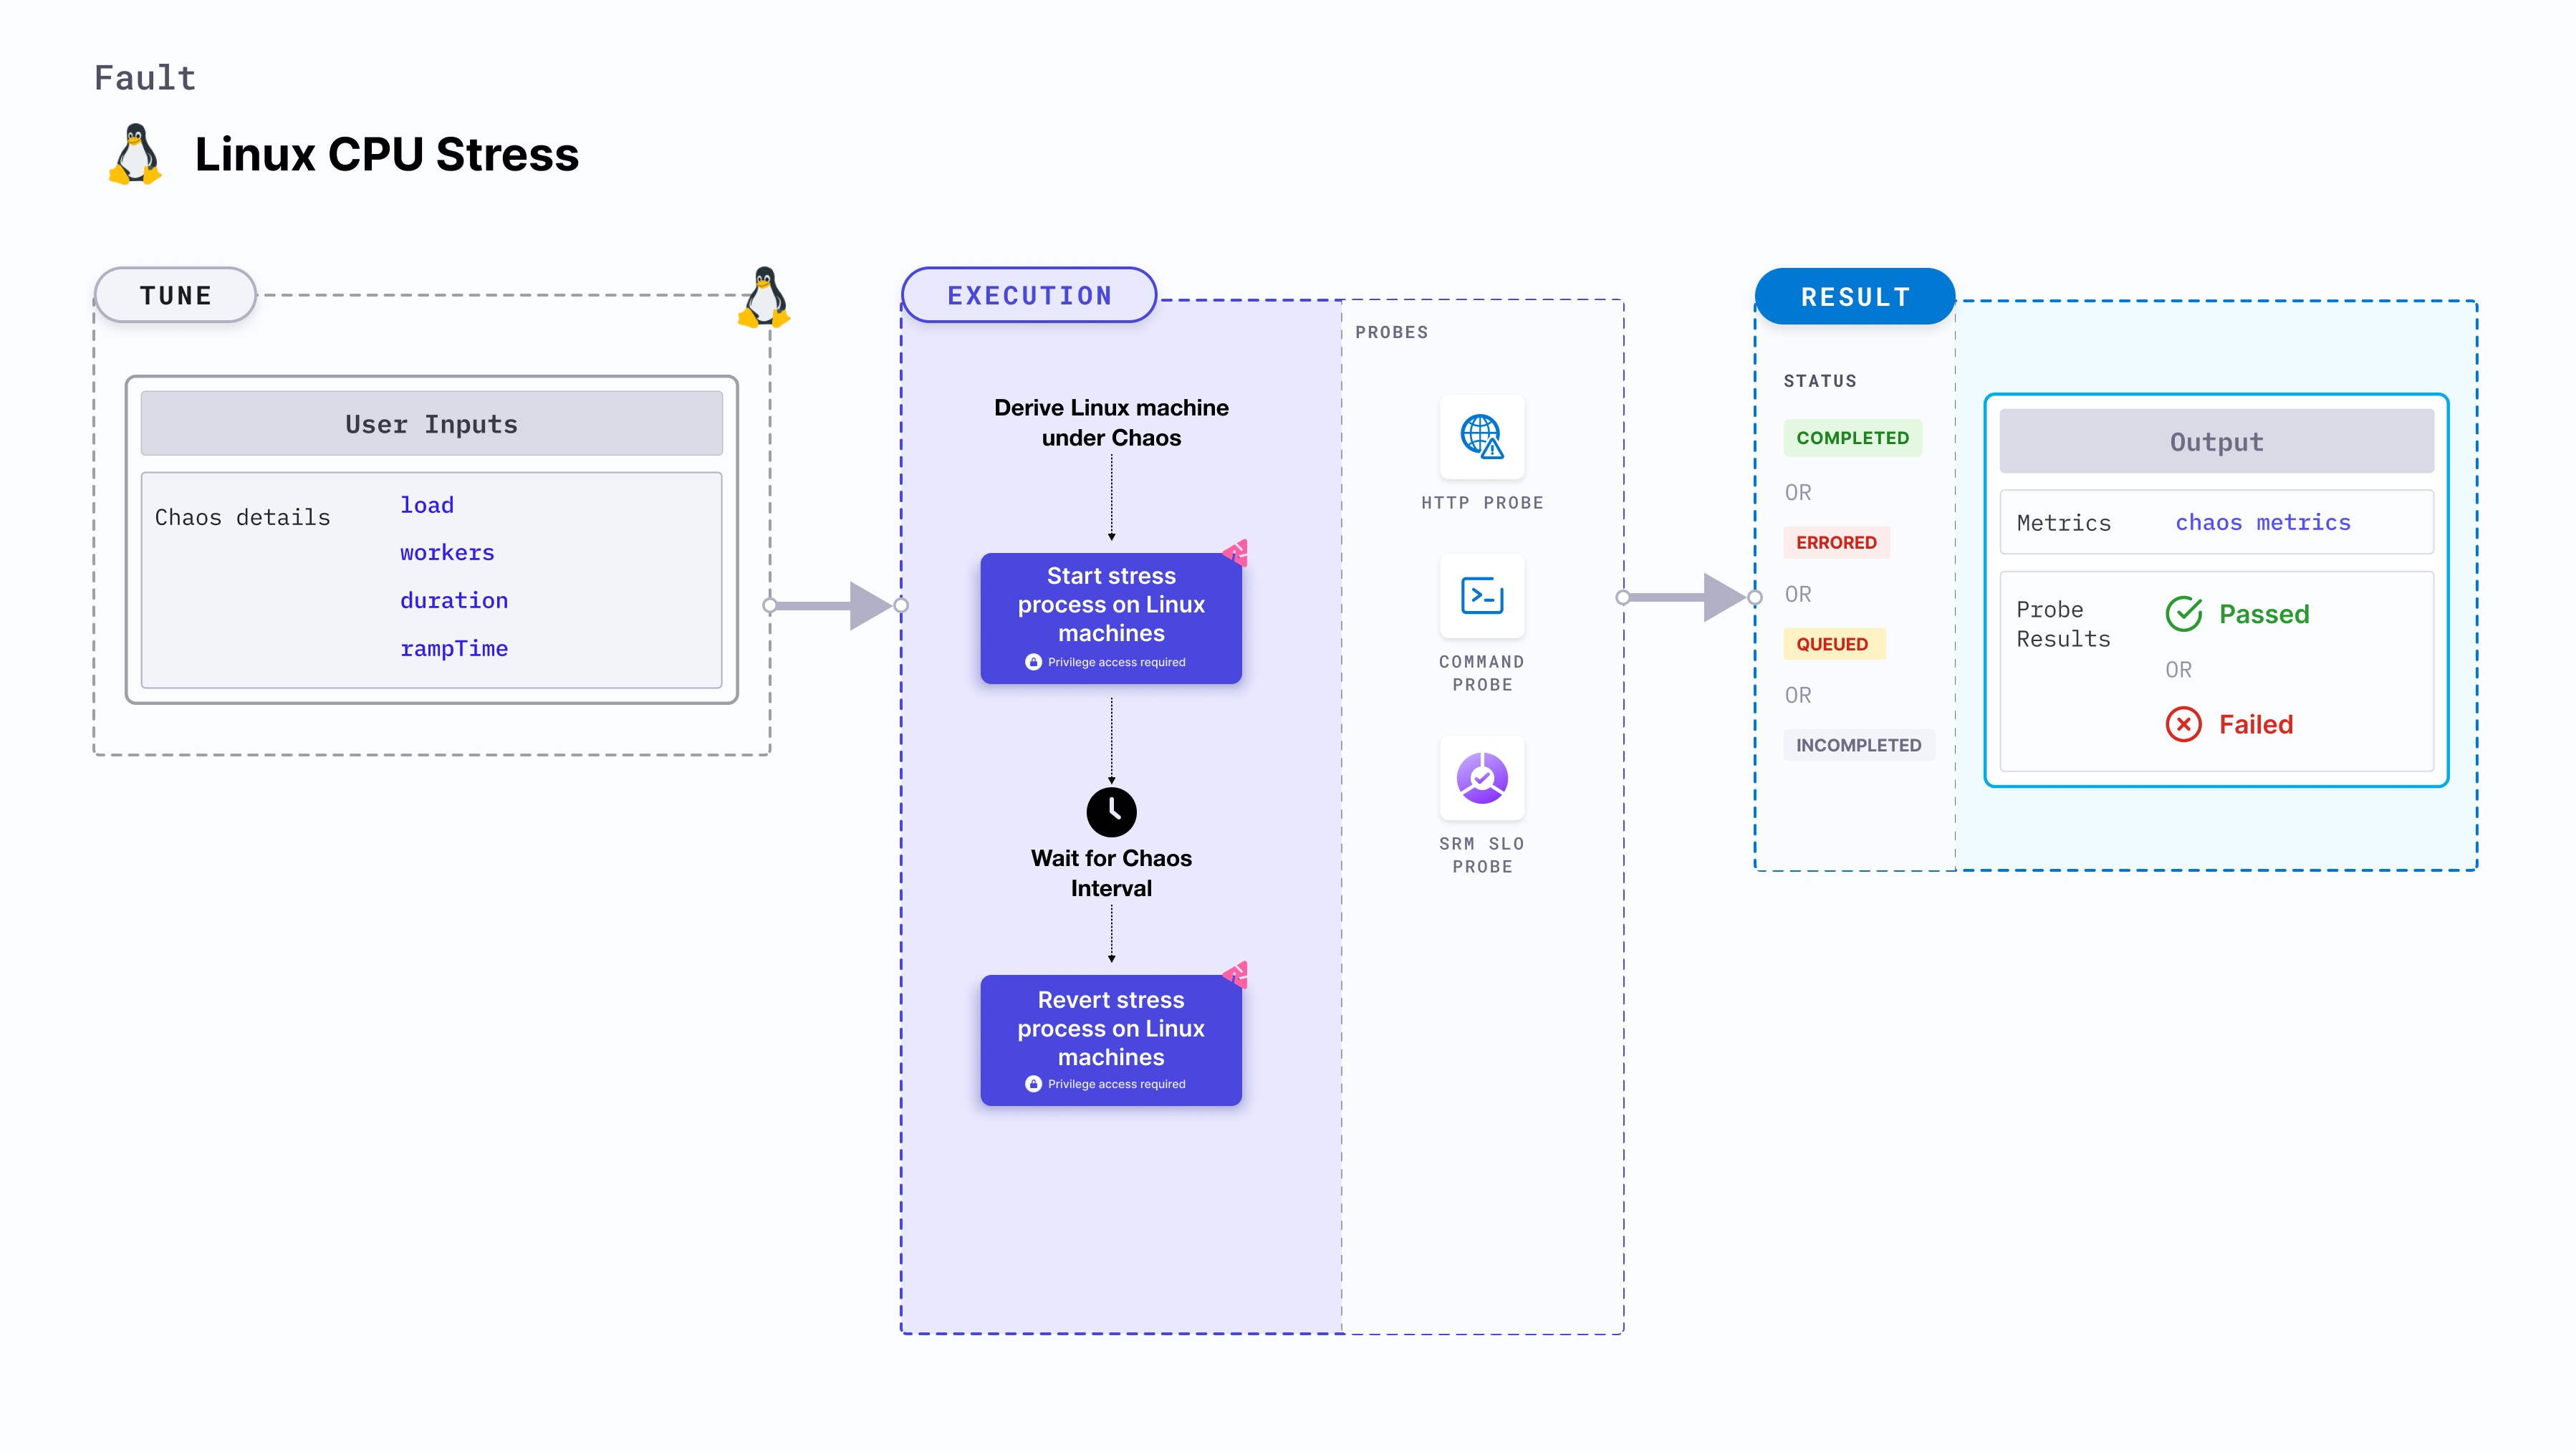 Fault
Linux CPU Stress
TUNE
User Inputs
Chaos details
load
workers
duration
rampTime
EXECUTION
Derive Linux machine
under Chaos
Start stress
process on Linux
machines
Privilege access required
Wait for Chaos
Interval
Revert stress
process on Linux
machines
Privilege access required
PROBES
HTTP PROBE
COMMAND
PROBE
SRM SLO
PROBE
RESULT
STATUS
COMPLETED
OR
ERRORED
OR
QUEUED
OR
INCOMPLETED
Output
Metrics
chaos metrics
Probe
Results
Passed
OR
Failed